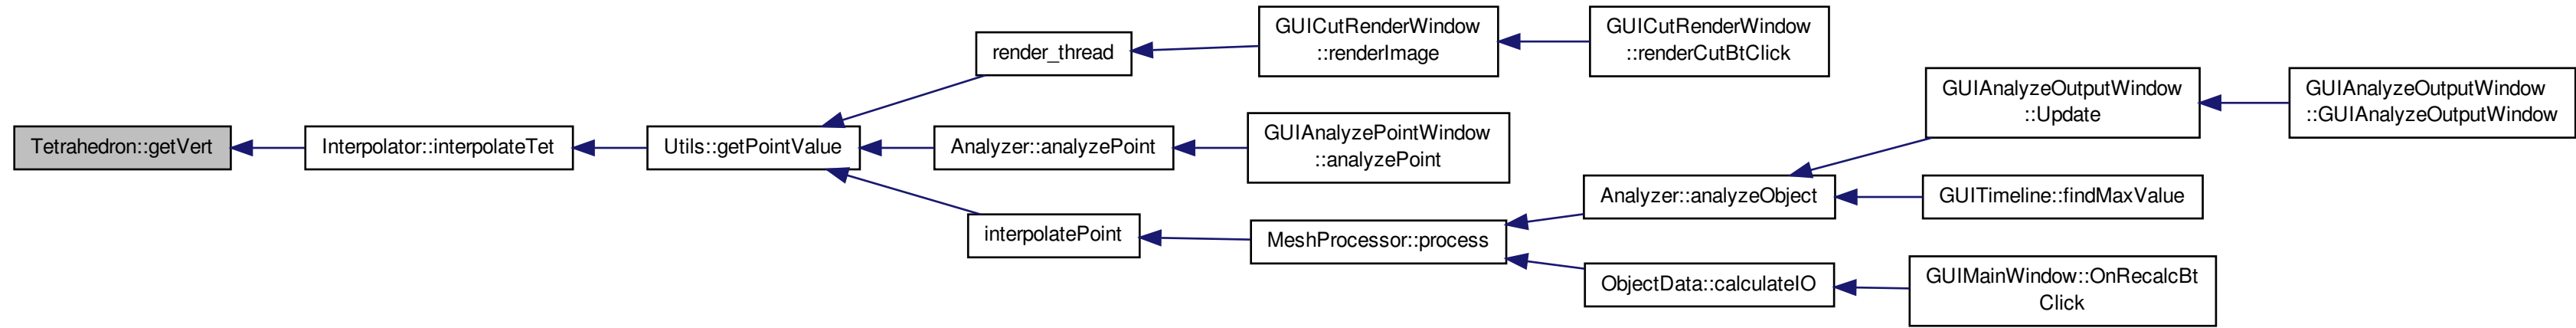 Tetrahedron::getVert
Interpolator::interpolateTet
Utils::getPointValue
render_thread
GUICutRenderWindow
::renderImage
GUICutRenderWindow
::renderCutBtClick
Analyzer::analyzePoint
GUIAnalyzePointWindow
::analyzePoint
interpolatePoint
MeshProcessor::process
Analyzer::analyzeObject
GUIAnalyzeOutputWindow
::Update
GUIAnalyzeOutputWindow
::GUIAnalyzeOutputWindow
GUITimeline::findMaxValue
ObjectData::calculateIO
GUIMainWindow::OnRecalcBt
Click